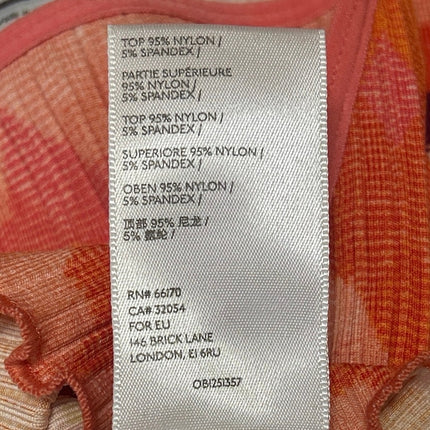 TOP 95% NYLON /
5% SPANDEX /
PARTIE SUPÉRIEURE
95% NYLON /
5% SPANDEX /
TOP 95% NYLON /
5% SPANDEX /
SUPERIORE 95% NYLON /
5% SPANDEX /
OBEN 95% NYLON /
5% SPANDEX /
顶部 95% 尼龙 /
5% 氨纶 /
RN# 66170
CA# 32054
FOR EU
146 BRICK LANE
LONDON, E1 6RU
OB1251357